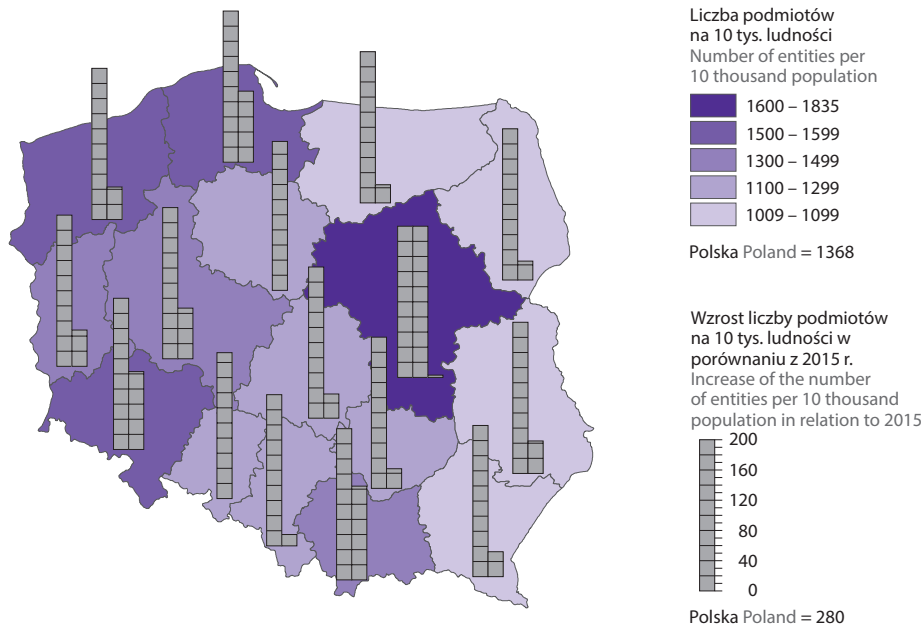 Liczba podmiotów
na 10 tys. ludności
Number of entities per
10 thousand population
1600 – 1835
1500 – 1599
1300 – 1499
1100 – 1299
1009 – 1099
Polska Poland = 1368
Wzrost liczby podmiotów
na 10 tys. ludności w
porównaniu z 2015 r.
Increase of the number
of entities per 10 thousand
population in relation to 2015
200
160
120
80
40
0
Polska Poland = 280